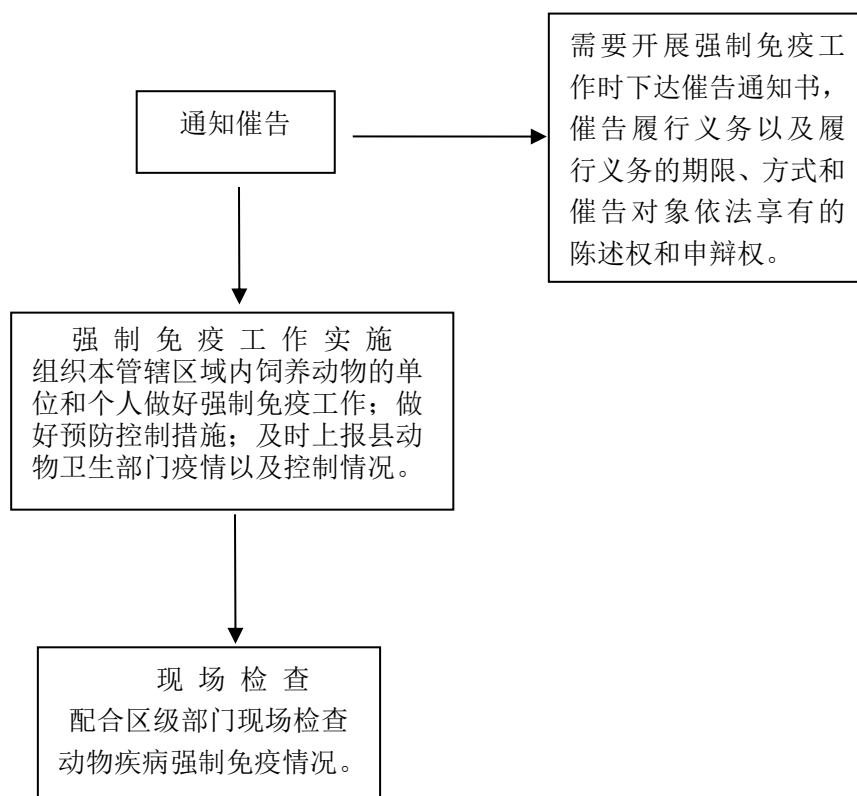 通知催告
需要开展强制免疫工
作时下达催告通知书，
催告履行义务以及履
行义务的期限、方式和
催告对象依法享有的
陈述权和申辩权。
强制免疫工作实施
组织本管辖区域内饲养动物的单
位和个人做好强制免疫工作；做
好预防控制措施；及时上报县动
物卫生部门疫情以及控制情况。
现场检查
配合区级部门现场检查
动物疾病强制免疫情况。